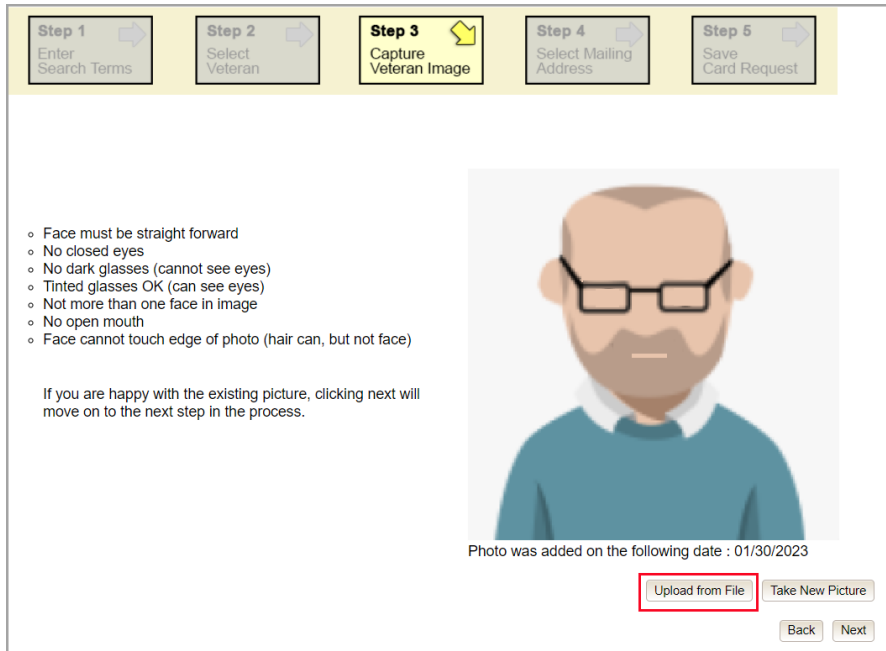 Step 1
Enter
Search Terms
Step 2
Select
Veteran
Step 3
Capture
Veteran Image
Step 4
Select Mailing
Address
Step 5
Save
Card Request
Face must be straight forward
No closed eyes
No dark glasses (cannot see eyes)
Tinted glasses OK (can see eyes)
Not more than one face in image
No open mouth
Face cannot touch edge of photo (hair can, but not face)
If you are happy with the existing picture, clicking next will
move on to the next step in the process.
Photo was added on the following date : 01/30/2023
Upload from File
Take New Picture
Back
Next